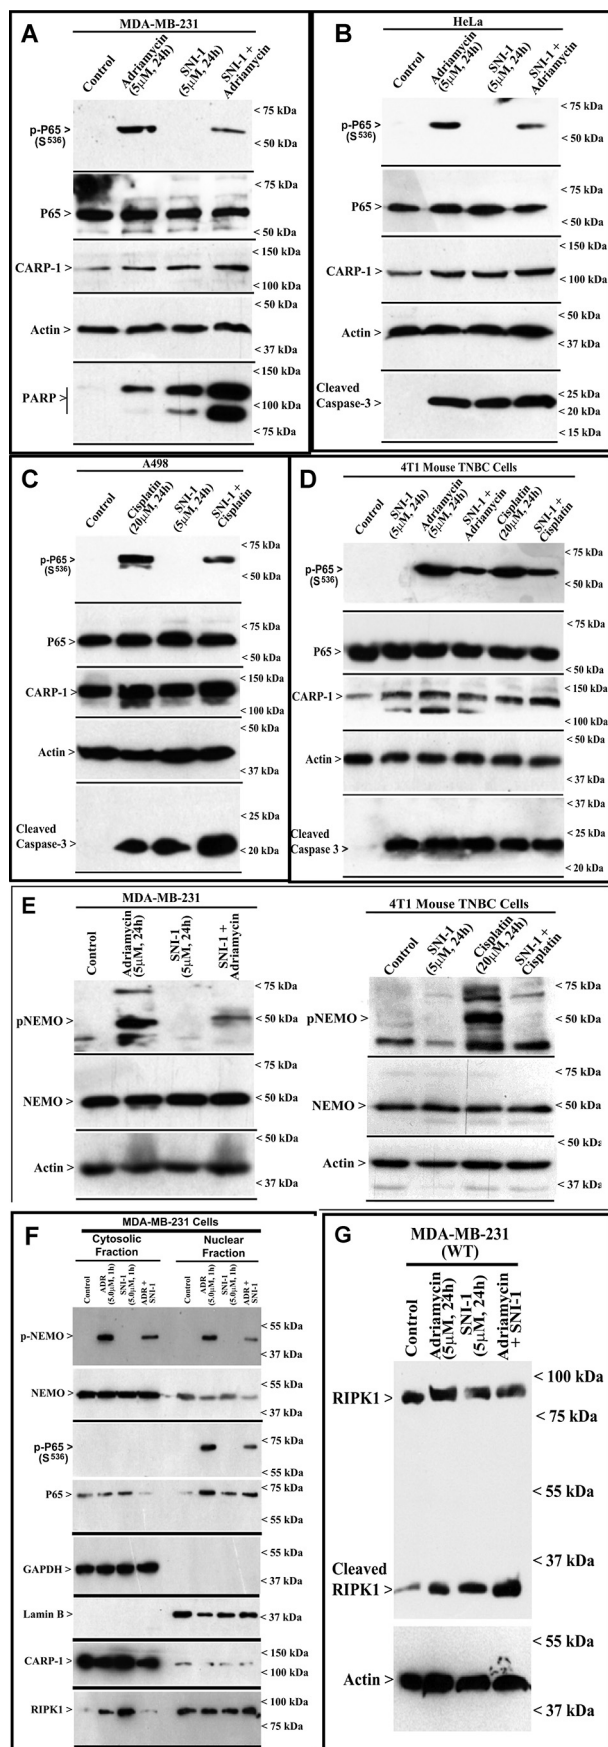 A
MDA-MB-231
Control
Adriamycin
(5μM, 24h)
SNI-1
(5μM, 24h)
SNI-1 +
Adriamycin
p-P65 >
(S536)
< 75 kDa
< 50 kDa
P65 >
< 75 kDa
< 50 kDa
CARP-1 >
< 150 kDa
< 100 kDa
Actin >
< 50 kDa
< 37 kDa
PARP
< 150 kDa
< 100 kDa
< 75 kDa
B
HeLa
Control
Adriamycin
(5μM, 24h)
SNI-1
(5μM, 24h)
SNI-1 +
Adriamycin
p-P65 >
(S536)
< 75 kDa
< 50 kDa
P65 >
< 75 kDa
< 50 kDa
CARP-1 >
< 150 kDa
< 100 kDa
Actin >
< 50 kDa
< 37 kDa
Cleaved
Caspase-3 >
< 25 kDa
< 20 kDa
< 15 kDa
C
A498
Control
Cisplatin
(20μM, 24h)
SNI-1
(5μM, 24h)
SNI-1 +
Cisplatin
p-P65 >
(S536)
< 75 kDa
< 50 kDa
P65 >
< 75 kDa
< 50 kDa
CARP-1 >
< 150 kDa
< 100 kDa
Actin >
< 50 kDa
< 37 kDa
Cleaved
Caspase-3 >
< 25 kDa
< 20 kDa
D
4T1 Mouse TNBC Cells
Control
SNI-1
(5μM, 24h)
Adriamycin
(5μM, 24h)
SNI-1 +
Adriamycin
Cisplatin
(20μM, 24h)
SNI-1 +
Cisplatin
p-P65 >
(S536)
< 75 kDa
< 50 kDa
P65 >
< 75 kDa
< 50 kDa
CARP-1 >
< 150 kDa
< 100 kDa
Actin >
< 50 kDa
< 37 kDa
Cleaved
Caspase 3 >
< 37 kDa
< 25 kDa
< 20 kDa
E
MDA-MB-231
Control
Adriamycin
(5μM, 24h)
SNI-1
(5μM, 24h)
SNI-1 +
Adriamycin
pNEMO >
< 75 kDa
< 50 kDa
NEMO >
< 75 kDa
< 50 kDa
Actin >
< 50 kDa
< 37 kDa
4T1 Mouse TNBC Cells
Control
SNI-1
(5μM, 24h)
Cisplatin
(20μM, 24h)
SNI-1 +
Cisplatin
pNEMO >
< 75 kDa
< 50 kDa
NEMO >
< 75 kDa
< 50 kDa
Actin >
< 50 kDa
< 37 kDa
F
MDA-MB-231 Cells
Cytosolic
Fraction
Nuclear
Fraction
Control
ADR
(5.0μM, 1h)
SNI-1
(5.0μM, 1h)
ADR +
SNI-1
Control
ADR
(5.0μM, 1h)
SNI-1
(5.0μM, 1h)
ADR +
SNI-1
p-NEMO >
< 55 kDa
< 37 kDa
NEMO >
< 55 kDa
< 37 kDa
p-P65 >
(S536)
< 75 kDa
< 55 kDa
P65 >
< 75 kDa
< 55 kDa
GAPDH >
< 55 kDa
< 37 kDa
Lamin B >
< 37 kDa
CARP-1 >
< 150 kDa
< 100 kDa
RIPK1 >
< 100 kDa
< 75 kDa
G
MDA-MB-231
(WT)
Control
Adriamycin
(5μM, 24h)
SNI-1
(5μM, 24h)
Adriamycin
+ SNI-1
RIPK1 >
< 100 kDa
< 75 kDa
< 55 kDa
< 37 kDa
Cleaved
RIPK1 >
Actin >
< 55 kDa
< 37 kDa